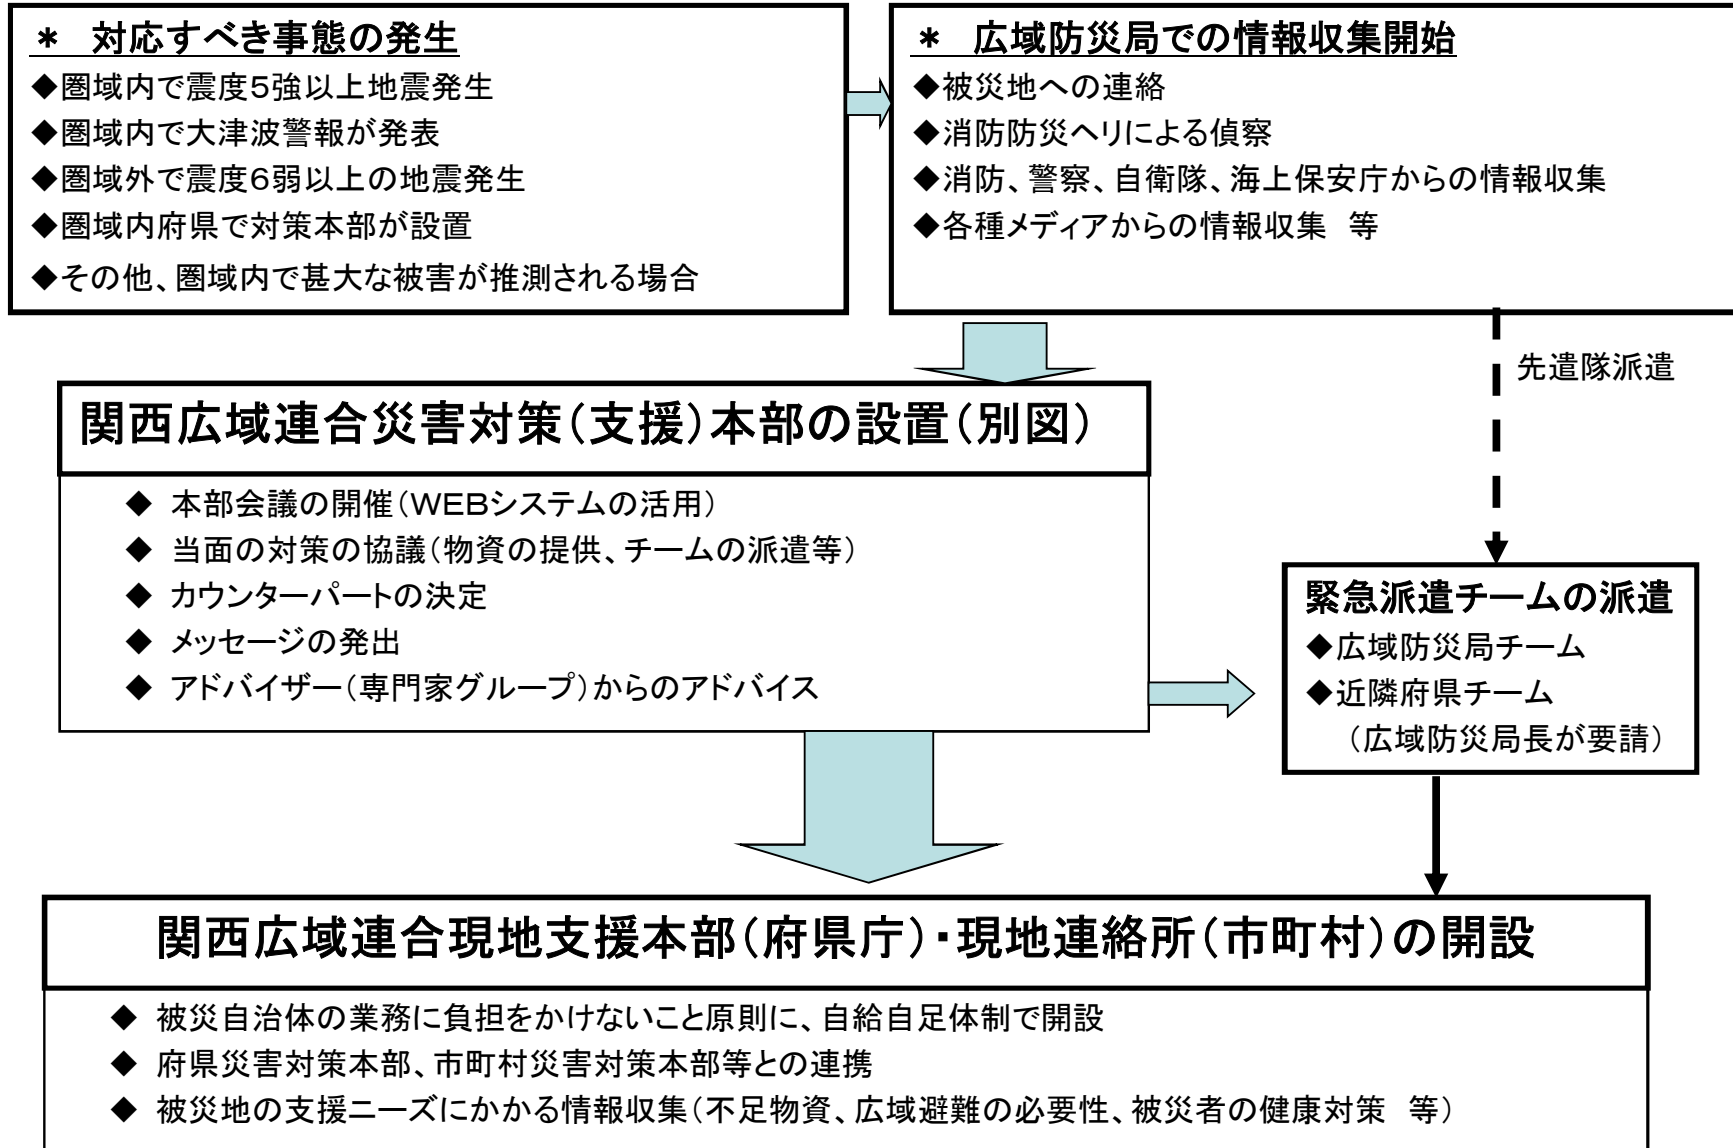 ＊　対応すべき事態の発生
◆圏域内で震度５強以上地震発生
◆圏域内で大津波警報が発表
◆圏域外で震度６弱以上の地震発生
◆圏域内府県で対策本部が設置
◆その他、圏域内で甚大な被害が推測される場合
＊　広域防災局での情報収集開始
◆被災地への連絡
◆消防防災ヘリによる偵察
◆消防、警察、自衛隊、海上保安庁からの情報収集
◆各種メディアからの情報収集　等
先遣隊派遣
関西広域連合災害対策（支援）本部の設置（別図）
◆ 本部会議の開催（ＷＥＢシステムの活用）
◆ 当面の対策の協議（物資の提供、チームの派遣等）
◆ カウンターパートの決定
◆ メッセージの発出
◆ アドバイザー（専門家グループ）からのアドバイス
緊急派遣チームの派遣
◆広域防災局チーム
◆近隣府県チーム
（広域防災局長が要請）
関西広域連合現地支援本部（府県庁）・現地連絡所（市町村）の開設
◆ 被災自治体の業務に負担をかけないこと原則に、自給自足体制で開設
◆ 府県災害対策本部、市町村災害対策本部等との連携
◆ 被災地の支援ニーズにかかる情報収集（不足物資、広域避難の必要性、被災者の健康対策　等）